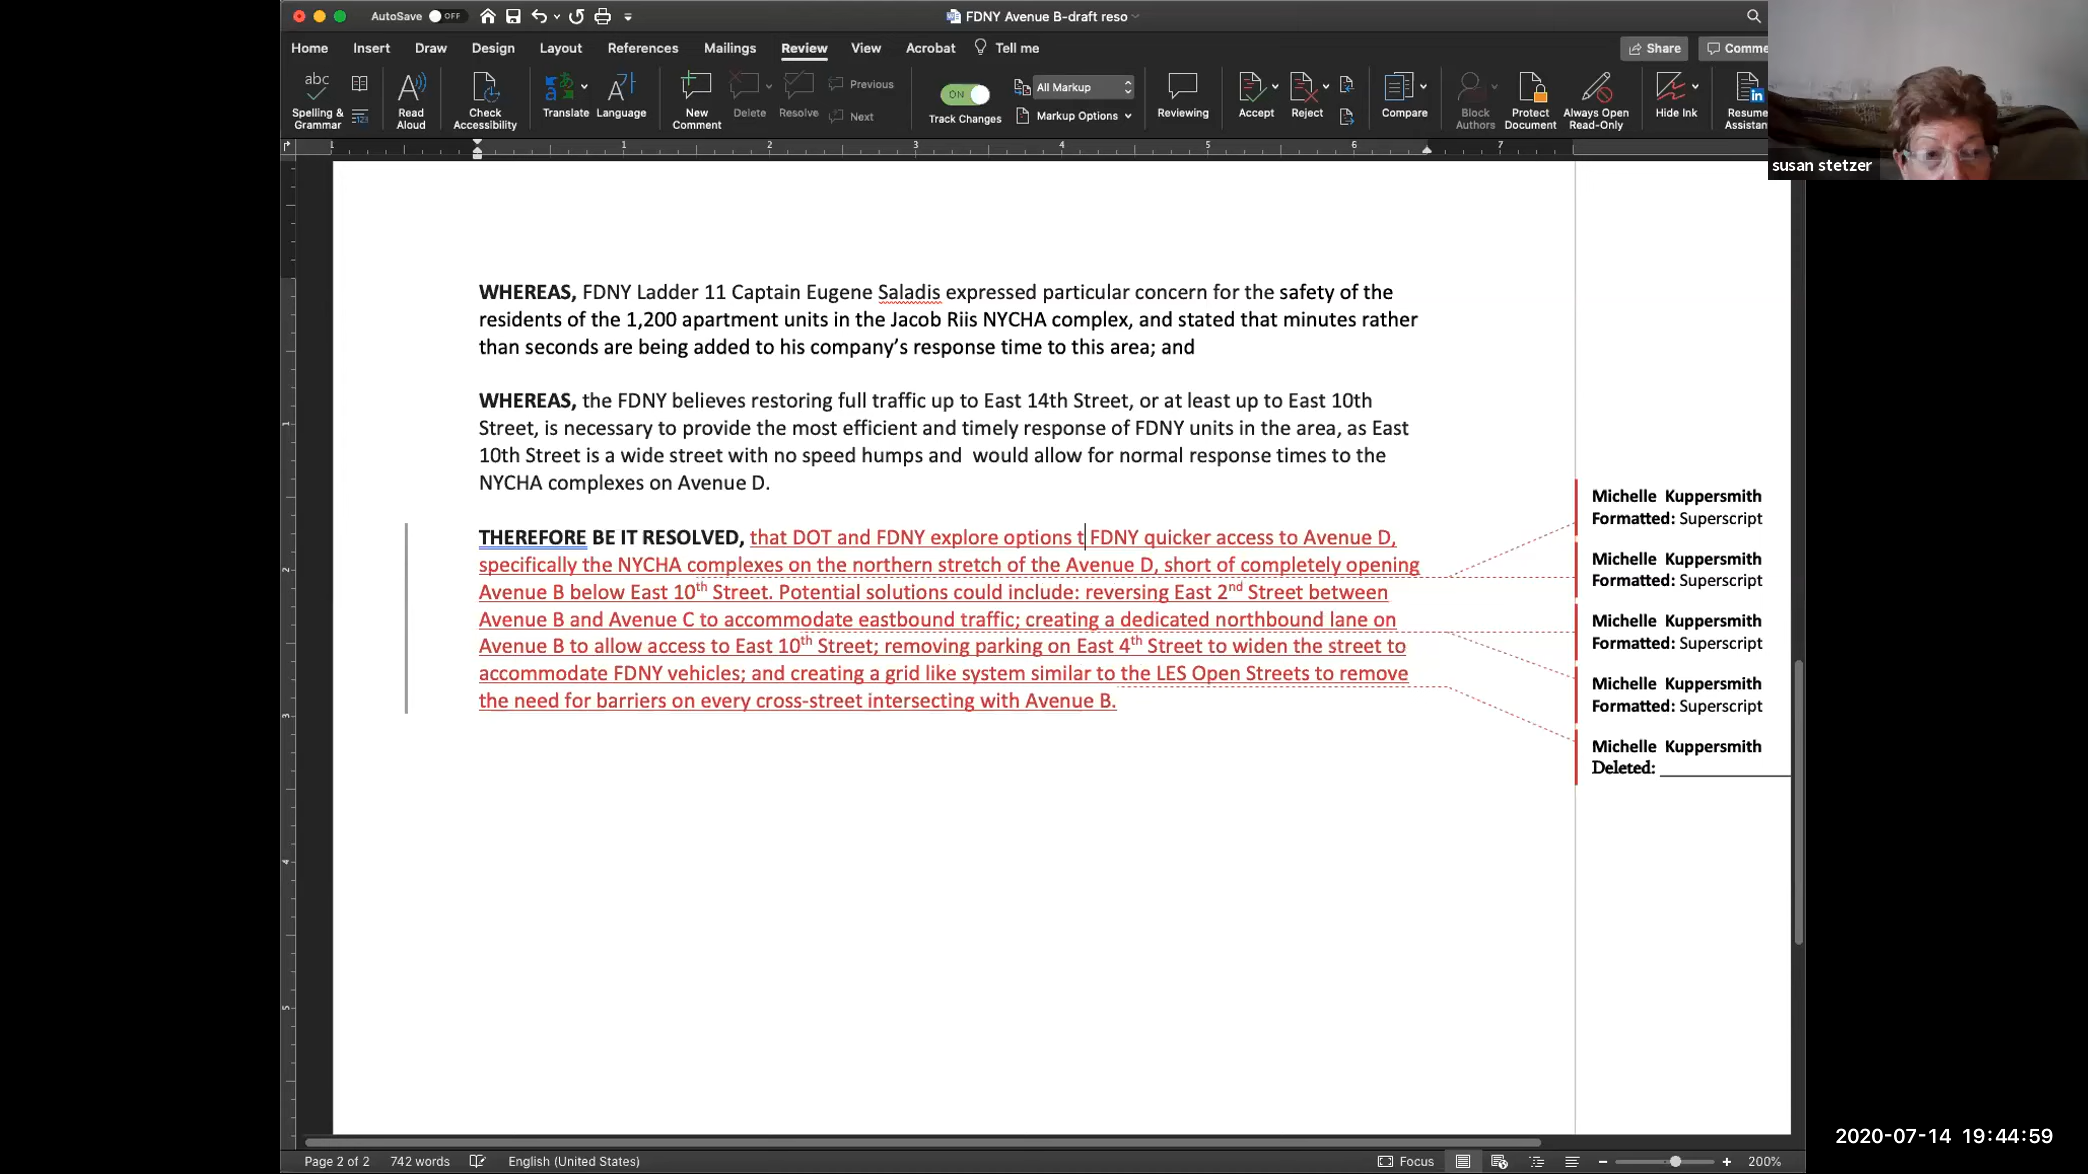 AutoSave OFF
FDNY Avenue B-draft reso
Home Insert Draw Design Layout References Mailings Review View Acrobat Tell me
Share
Comme
abc
Spelling & Grammar
Read Aloud
Check Accessibility
Translate
Language
New Comment
Delete
Resolve
Previous
Next
ON
Track Changes
All Markup
Markup Options
Reviewing
Accept
Reject
Compare
Block Authors
Protect Document
Always Open Read-Only
Hide Ink
Resume Assistan
susan stetzer
1 1 2 3 4 5 6 7
WHEREAS, FDNY Ladder 11 Captain Eugene Saladis expressed particular concern for the safety of the
residents of the 1,200 apartment units in the Jacob Riis NYCHA complex, and stated that minutes rather
than seconds are being added to his company's response time to this area; and
WHEREAS, the FDNY believes restoring full traffic up to East 14th Street, or at least up to East 10th
Street, is necessary to provide the most efficient and timely response of FDNY units in the area, as East
10th Street is a wide street with no speed humps and  would allow for normal response times to the
NYCHA complexes on Avenue D.
THEREFORE BE IT RESOLVED, that DOT and FDNY explore options t FDNY quicker access to Avenue D,
specifically the NYCHA complexes on the northern stretch of the Avenue D, short of completely opening
Avenue B below East 10th Street. Potential solutions could include: reversing East 2nd Street between
Avenue B and Avenue C to accommodate eastbound traffic; creating a dedicated northbound lane on
Avenue B to allow access to East 10th Street; removing parking on East 4th Street to widen the street to
accommodate FDNY vehicles; and creating a grid like system similar to the LES Open Streets to remove
the need for barriers on every cross-street intersecting with Avenue B.
Michelle Kuppersmith
Formatted: Superscript
Michelle Kuppersmith
Formatted: Superscript
Michelle Kuppersmith
Formatted: Superscript
Michelle Kuppersmith
Formatted: Superscript
Michelle Kuppersmith
Deleted:
1
2
3
4
5
Page 2 of 2 742 words English (United States) Focus 200%
2020-07-14 19:44:59